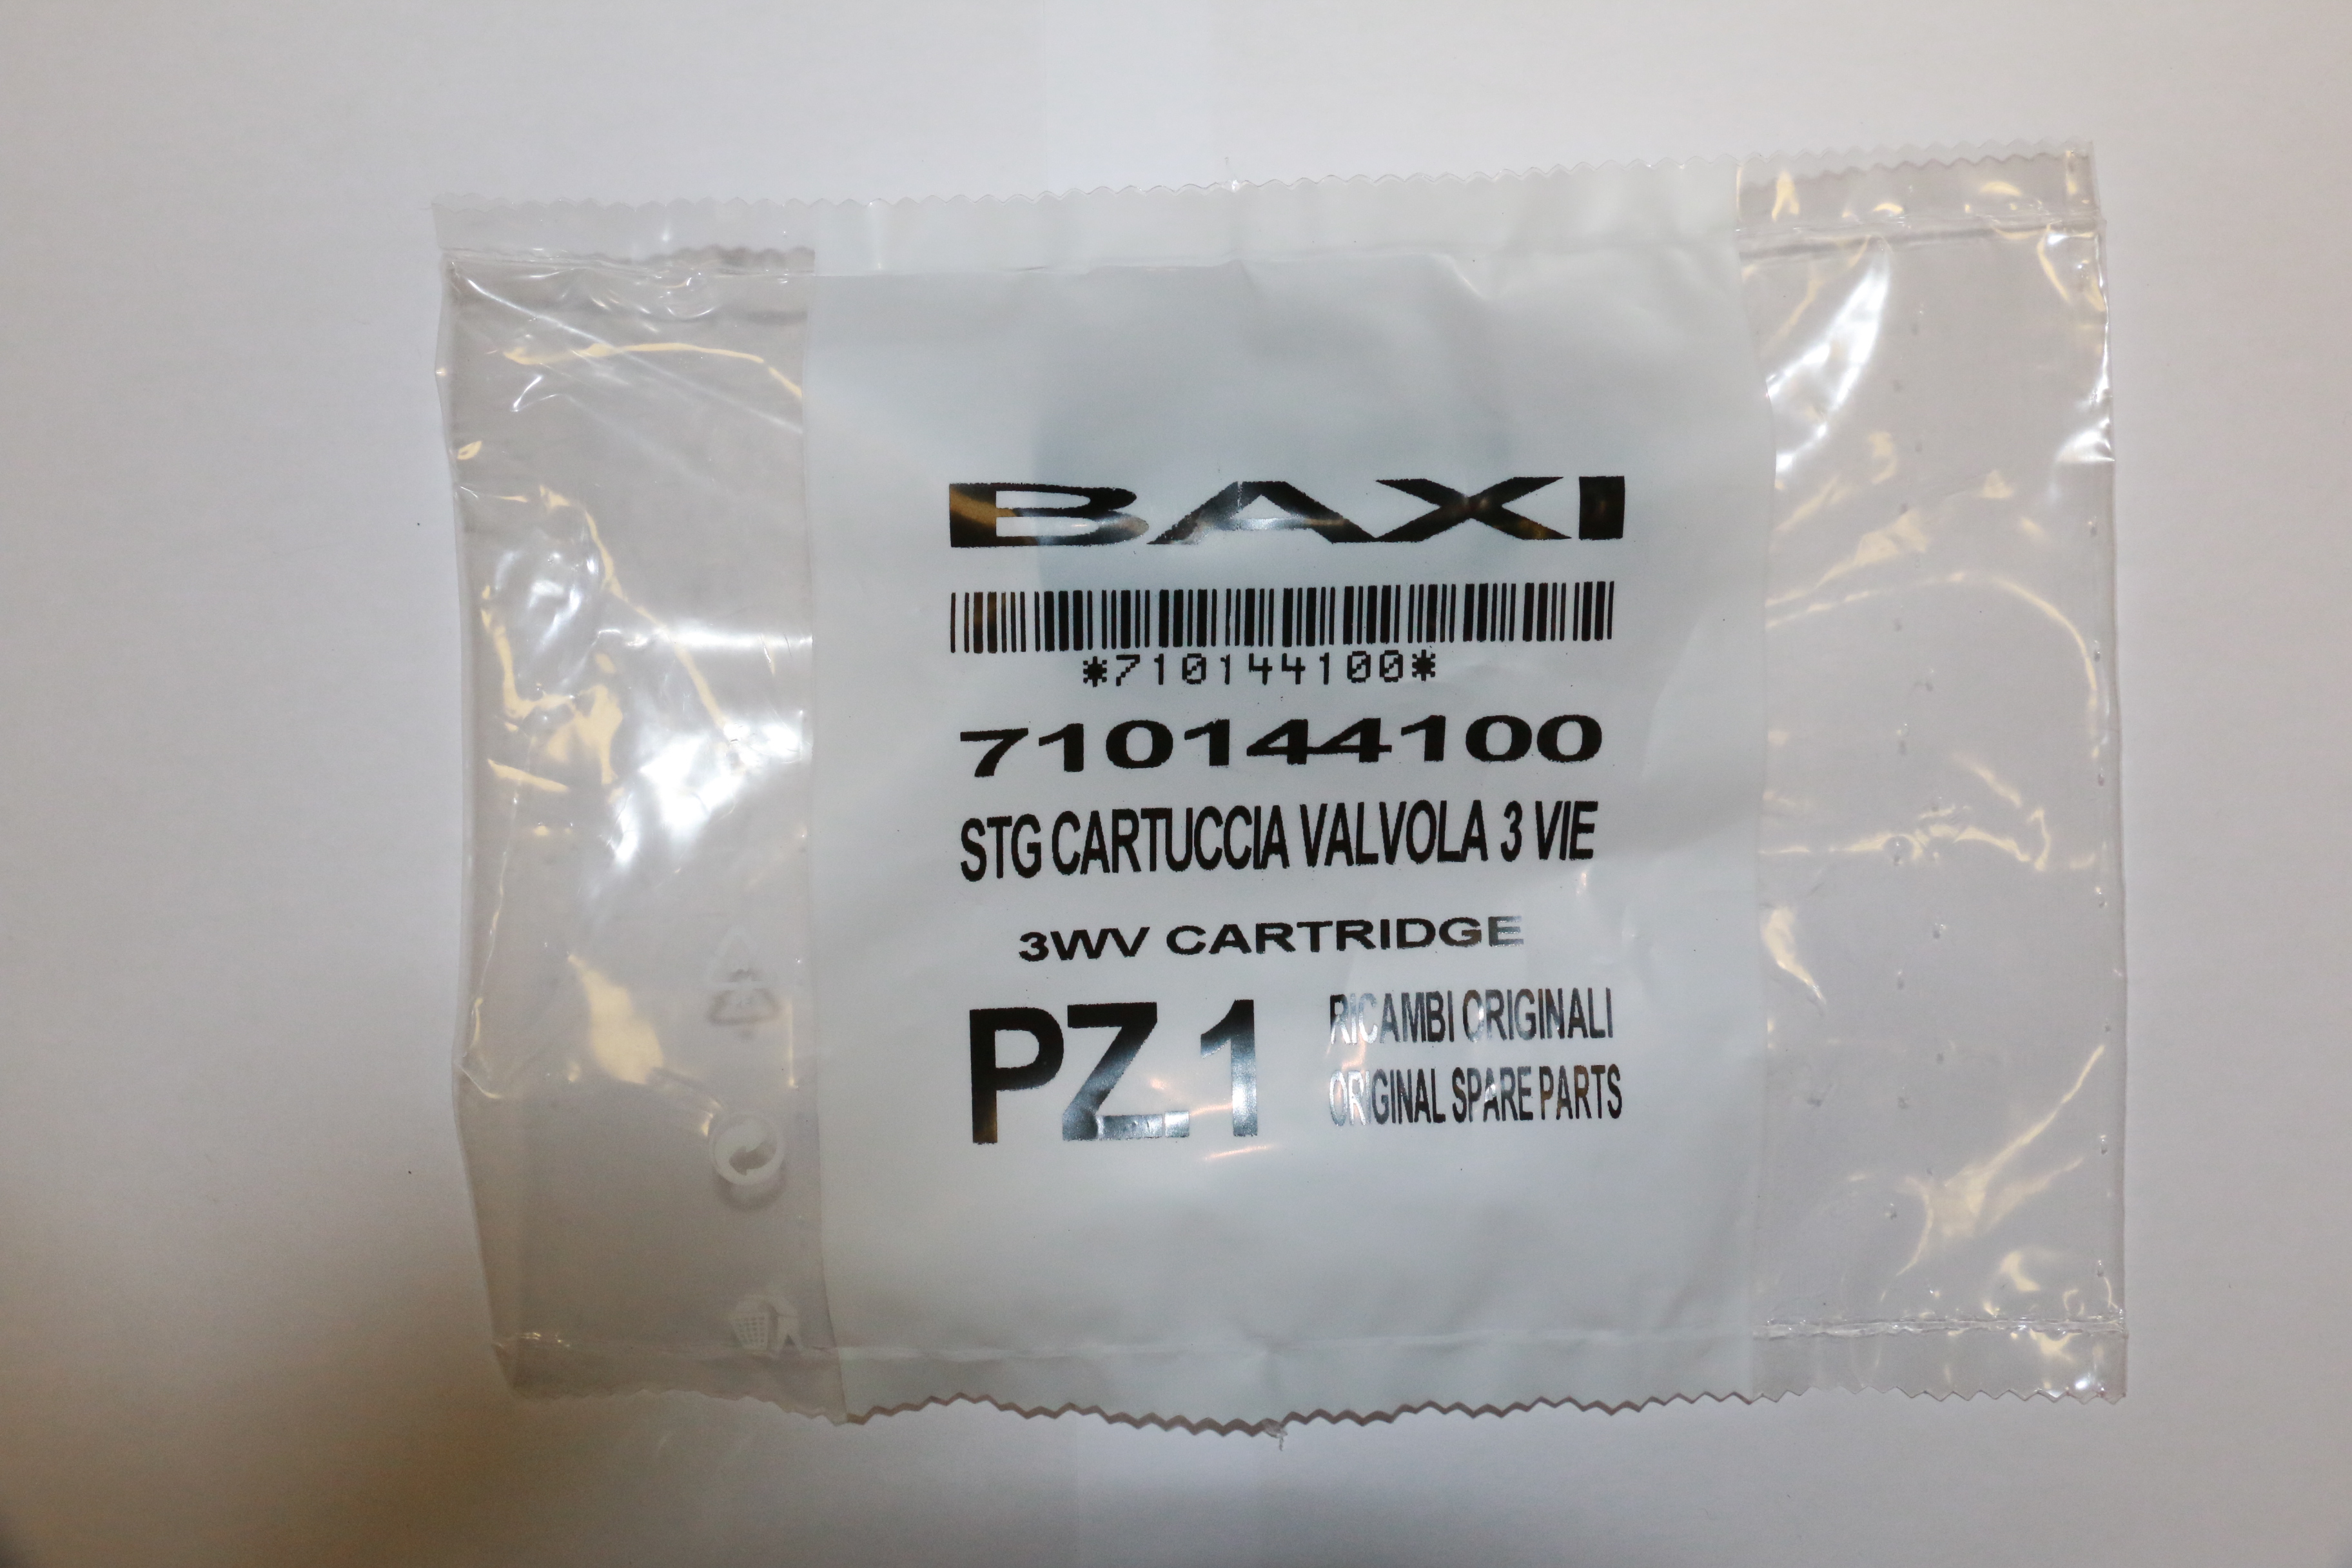 BAXI
*710144100*
710144100
STG CARTUCCIA VALVOLA 3 VIE
3WV CARTRIDGE
PZ.1
RICAMBI ORIGINALI
ORIGINAL SPARE PARTS